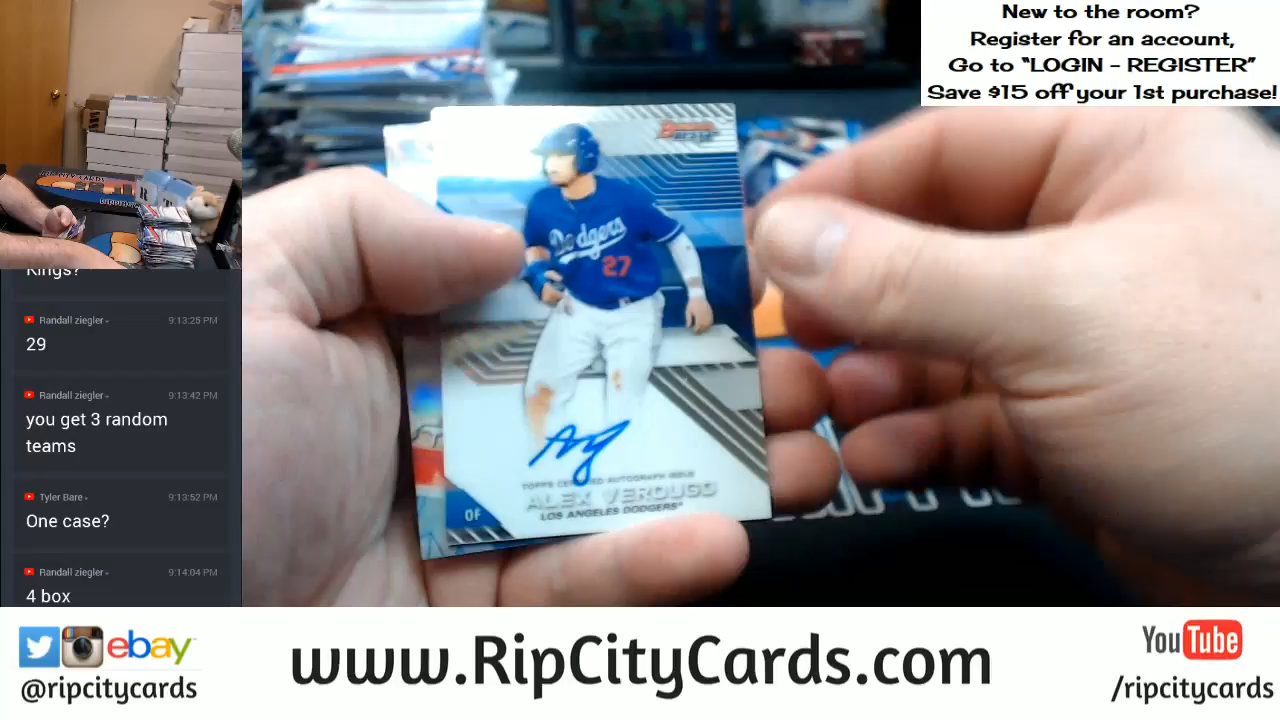 New to the room?
Register for an account,
Go to "LOGIN - REGISTER"
Save $15 off your 1st purchase!
Bowman
BEST
Dodgers
27
TOPPS CERTIFIED AUTOGRAPH ISSUE
ALEX VERDUGO
LOS ANGELES DODGERS
OF
Kings?
Randall ziegler 9:13:25 PM
29
Randall ziegler 9:13:42 PM
you get 3 random
teams
Tyler Bare 9:13:52 PM
One case?
Randall ziegler 9:14:04 PM
4 box
ebay
@ripcitycards
www.RipCityCards.com
YouTube
/ripcitycards